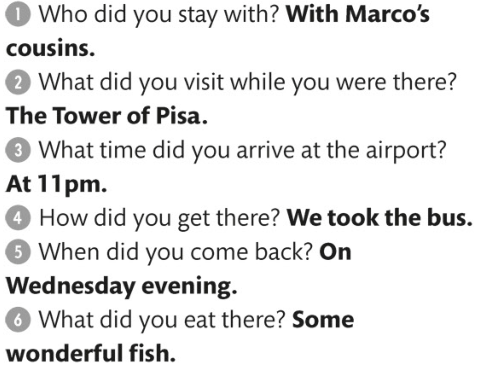 1 Who did you stay with? With Marco’s
cousins.
2 What did you visit while you were there?
The Tower of Pisa.
3 What time did you arrive at the airport?
At 11pm.
4 How did you get there? We took the bus.
5 When did you come back? On
Wednesday evening.
6 What did you eat there? Some
wonderful fish.